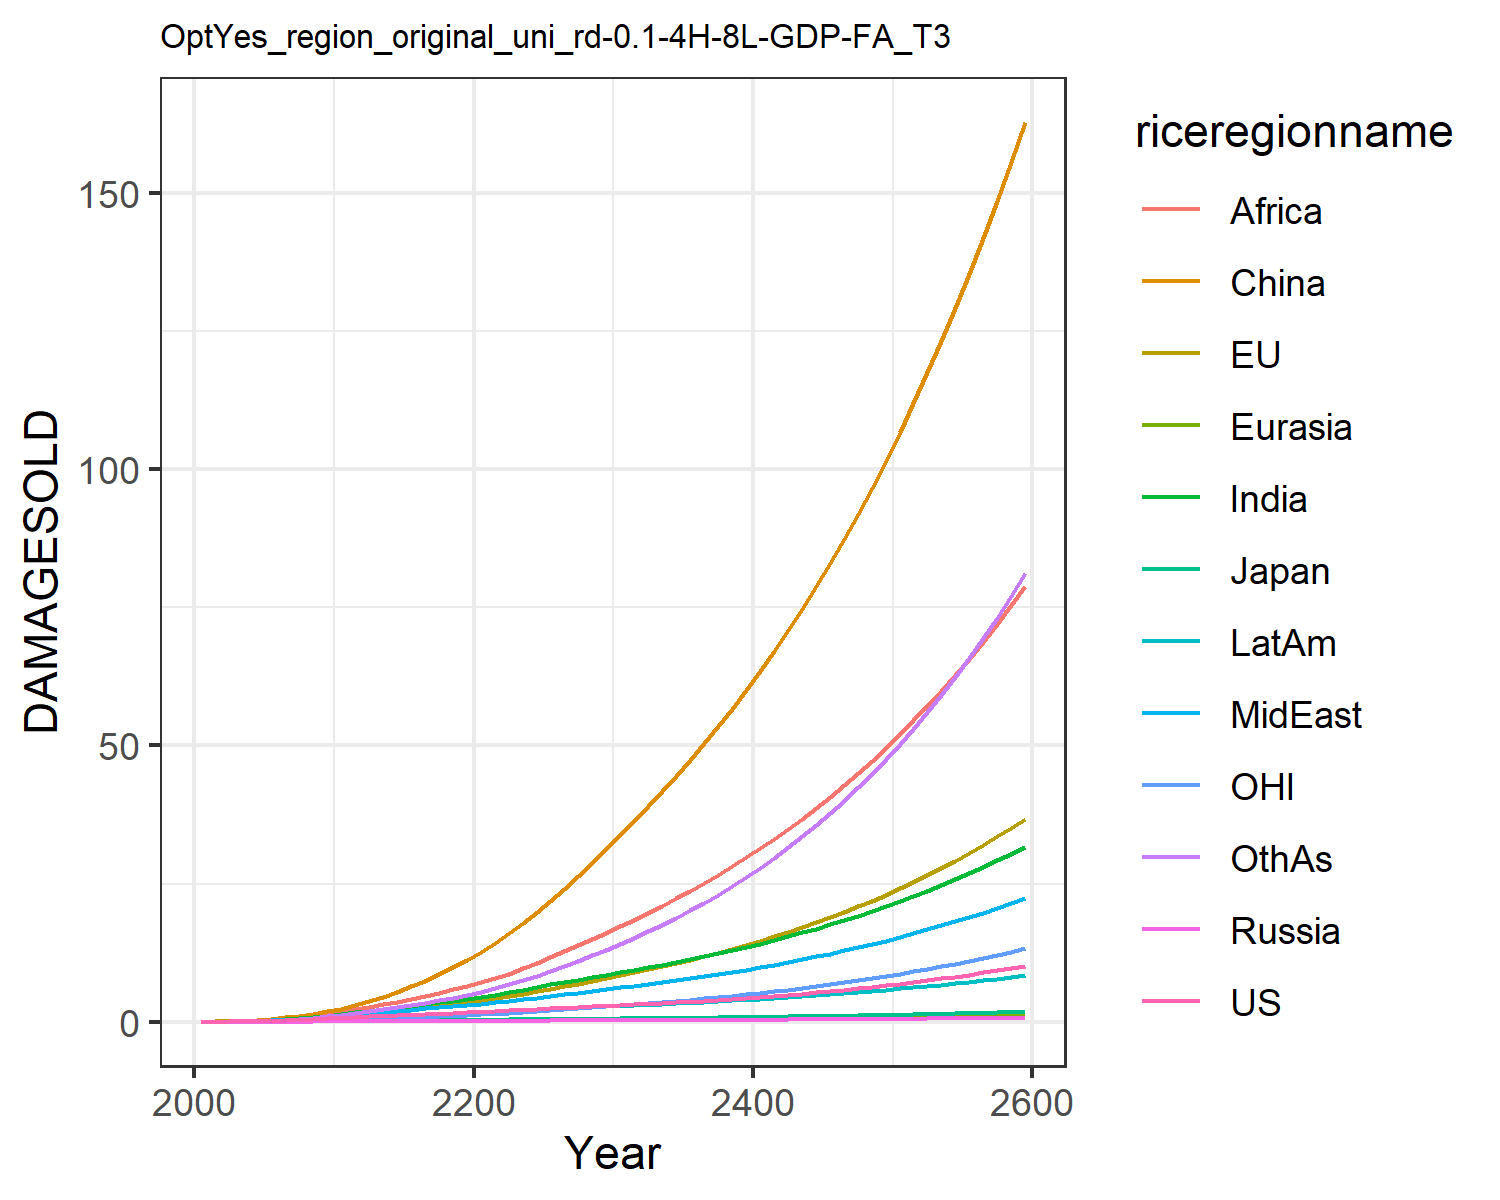 OptYes_region_original_uni_rd-0.1-4H-8L-GDP-FA_T3
DAMAGESOLD
150
100
50
0
2000
2200
2400
2600
Year
riceregionname
Africa
China
EU
Eurasia
India
Japan
LatAm
MidEast
OHI
OthAs
Russia
US